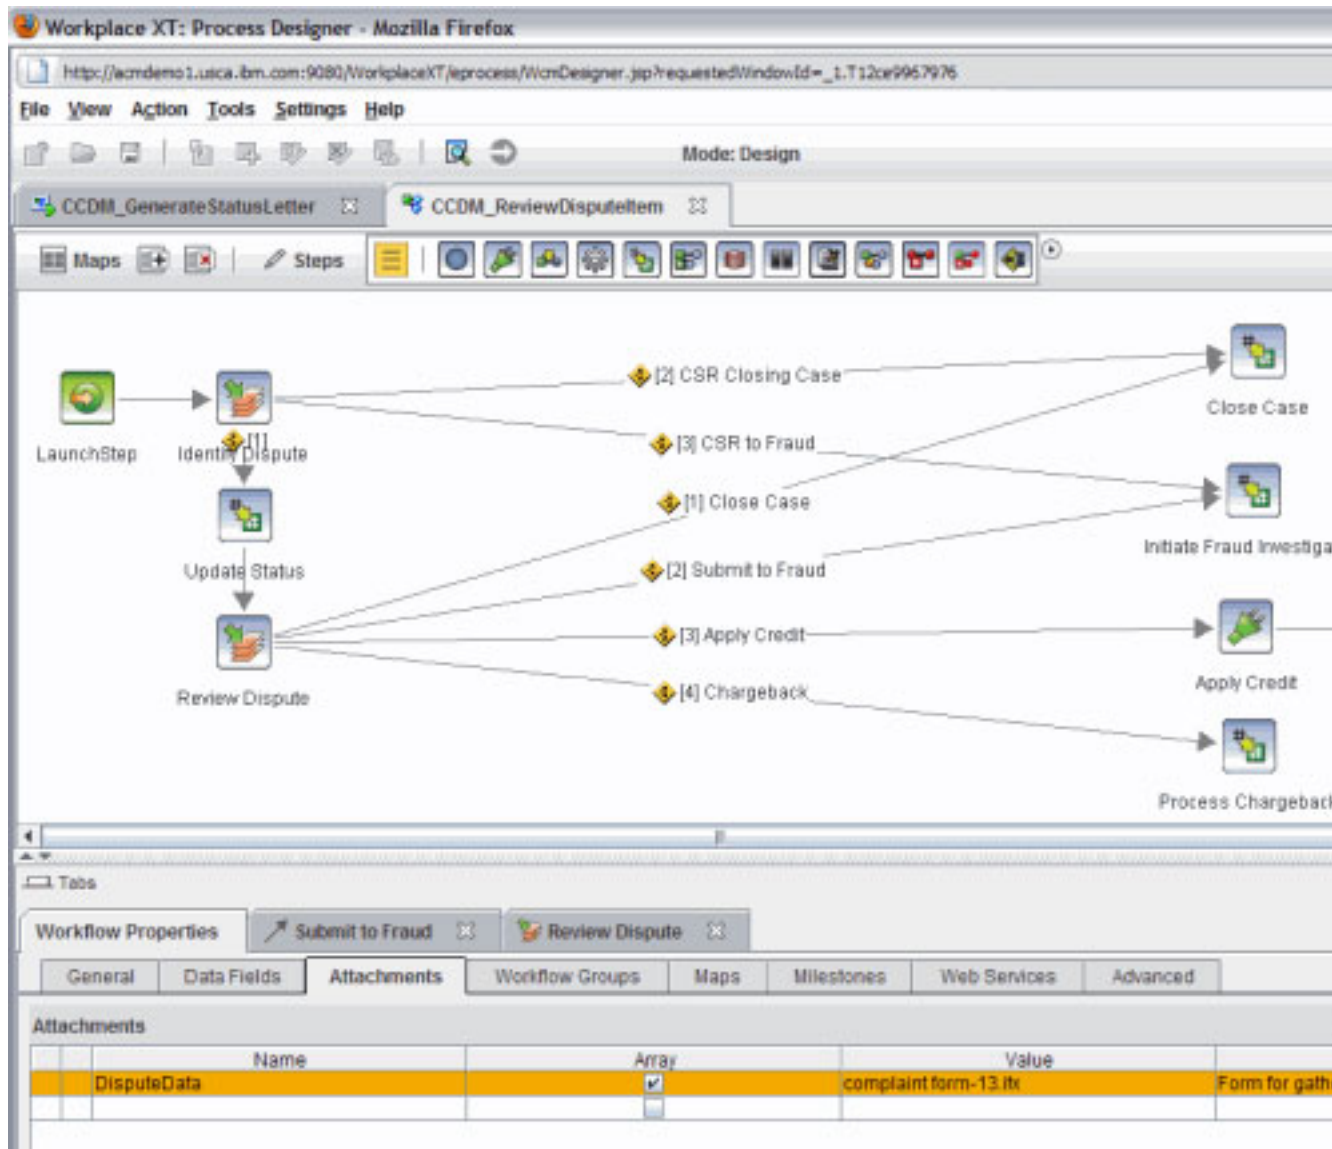 Workplace XT: Process Designer - Mozilla Firefox
http://acmdemo1.usca.ibm.com:9080/WorkplaceXT/eprocess/WcmDesigner.jsp?requestedWindowId=_1.T12ce9967976
File View Action Tools Settings Help
Mode: Design
CCDM_GenerateStatusLetter CCDM_ReviewDisputeItem
Maps Steps
[2] CSR Closing Case
Close Case
LaunchStep
Identify Dispute
[1]
[3] CSR to Fraud
[1] Close Case
Initiate Fraud Investiga
Update Status
[2] Submit to Fraud
[3] Apply Credit
Apply Credit
Review Dispute
[4] Chargeback
Process Chargeback
Tabs
Workflow Properties Submit to Fraud Review Dispute
General Data Fields Attachments Workflow Groups Maps Milestones Web Services Advanced
Attachments
Name Array Value
DisputeData complaint form-13.itx Form for gath